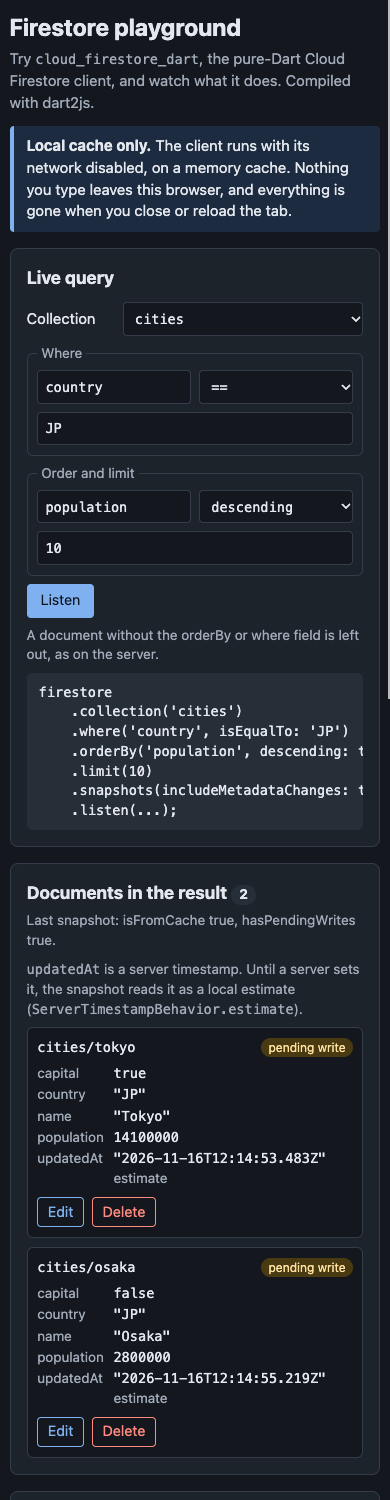 Firestore playground
Try cloud_firestore_dart, the pure-Dart Cloud
Firestore client, and watch what it does. Compiled
with dart2js.
Local cache only. The client runs with its
network disabled, on a memory cache. Nothing
you type leaves this browser, and everything is
gone when you close or reload the tab.
Live query
Collection cities
Where
country ==
JP
Order and limit
population descending
10
Listen
A document without the orderBy or where field is left
out, as on the server.
firestore
.collection('cities')
.where('country', isEqualTo: 'JP')
.orderBy('population', descending: t
.limit(10)
.snapshots(includeMetadataChanges: t
.listen(...);
Documents in the result 2
Last snapshot: isFromCache true, hasPendingWrites
true.
updatedAt is a server timestamp. Until a server sets
it, the snapshot reads it as a local estimate
(ServerTimestampBehavior.estimate).
cities/tokyo pending write
capital true
country "JP"
name "Tokyo"
population 14100000
updatedAt "2026-11-16T12:14:53.483Z"
estimate
Edit Delete
cities/osaka pending write
capital false
country "JP"
name "Osaka"
population 2800000
updatedAt "2026-11-16T12:14:55.219Z"
estimate
Edit Delete